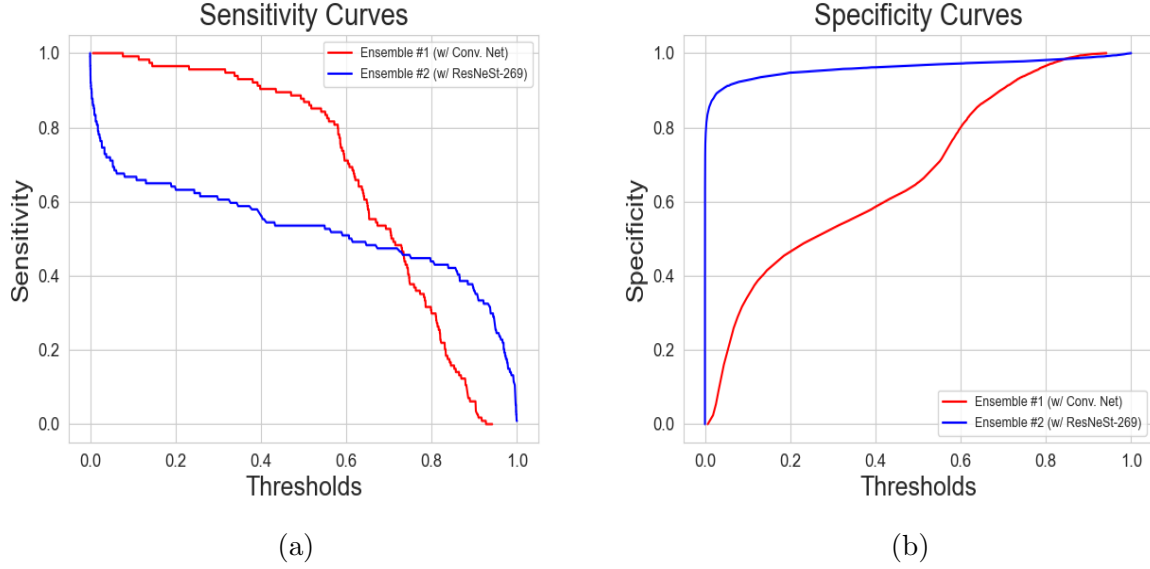 Sensitivity Curves
1.0
0.8
0.6
0.4
0.2
0.0
Sensitivity
Ensemble #1 (w/ Conv. Net)
Ensemble #2 (w/ ResNeSt-269)
0.0 0.2 0.4 0.6 0.8 1.0
Thresholds
(a)
Specificity Curves
1.0
0.8
0.6
0.4
0.2
0.0
Specificity
Ensemble #1 (w/ Conv. Net)
Ensemble #2 (w/ ResNeSt-269)
0.0 0.2 0.4 0.6 0.8 1.0
Thresholds
(b)